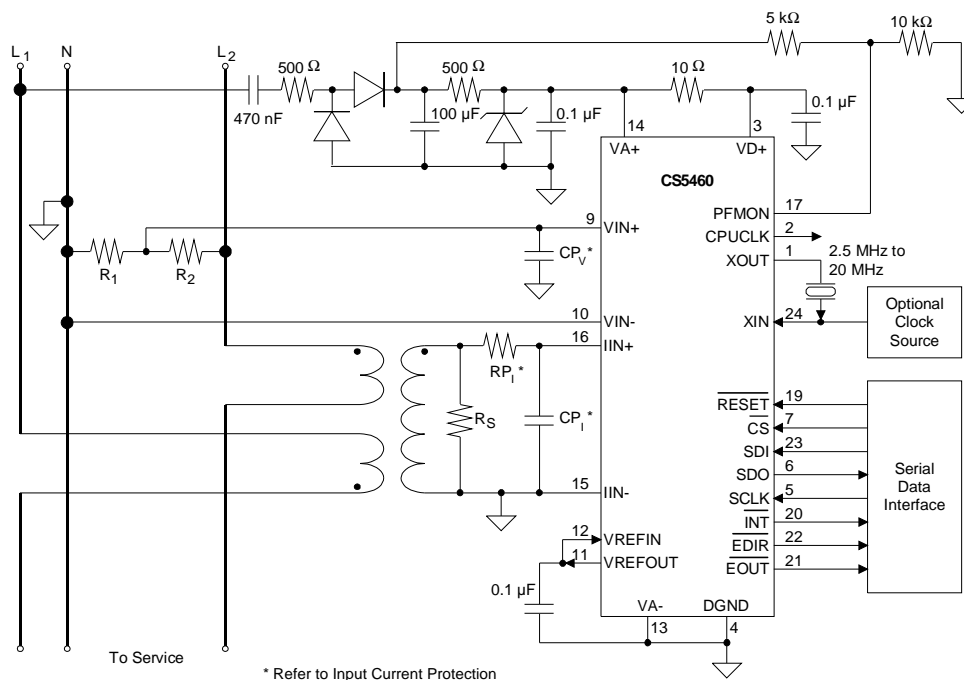 5 kΩ
10 kΩ
L1
N
L2
500 Ω
500 Ω
10 Ω
470 nF
100 µF
0.1 µF
0.1 µF
14
3
VA+
VD+
CS5460
17
PFMON
9
2
VIN+
CPUCLK
1
XOUT
2.5 MHz to
20 MHz
R1
R2
CPV*
10
VIN-
24
XIN
Optional
Clock
Source
16
IIN+
RPI*
RS
CPI*
19
RESET
7
CS
23
SDI
6
SDO
5
SCLK
20
INT
22
EDIR
21
EOUT
Serial
Data
Interface
15
IIN-
12
VREFIN
11
VREFOUT
0.1 µF
VA-
DGND
13
4
L1
N
L2
To Service
* Refer to Input Current Protection